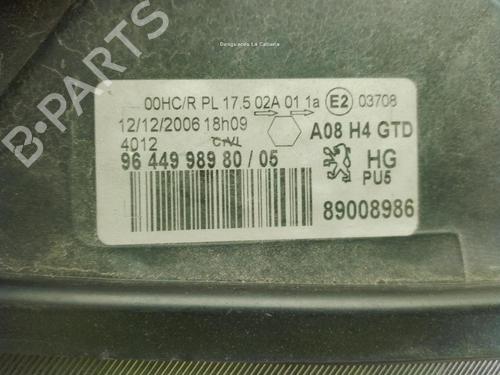 Desguaces La Cabaña
00HC/R PL 17.5 02A 01 1a E2 03708
12/12/2006 18h09
A08 H4 GTD
4012
96 449 989 80 / 05
HG
PU5
89008986
B-PARTS